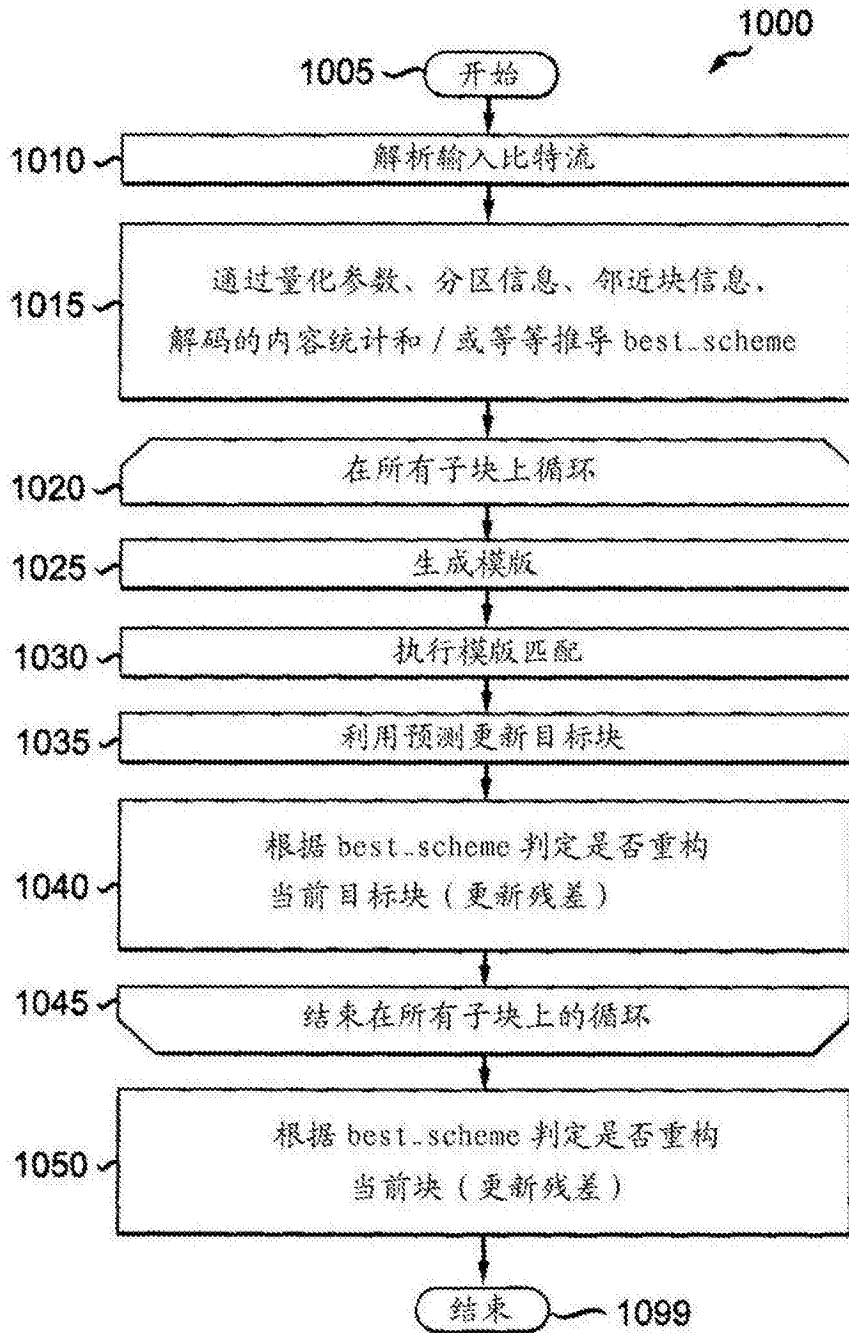 1000
1005 开始
1010 解析输入比特流
1015 通过量化参数、分区信息、邻近块信息,
解码的内容统计和/或等等推导 best_scheme
1020 在所有子块上循环
1025 生成模版
1030 执行模版匹配
1035 利用预测更新目标块
1040 根据 best_scheme 判定是否重构
当前目标块(更新残差)
1045 结束在所有子块上的循环
1050 根据 best_scheme 判定是否重构
当前块(更新残差)
结束 1099